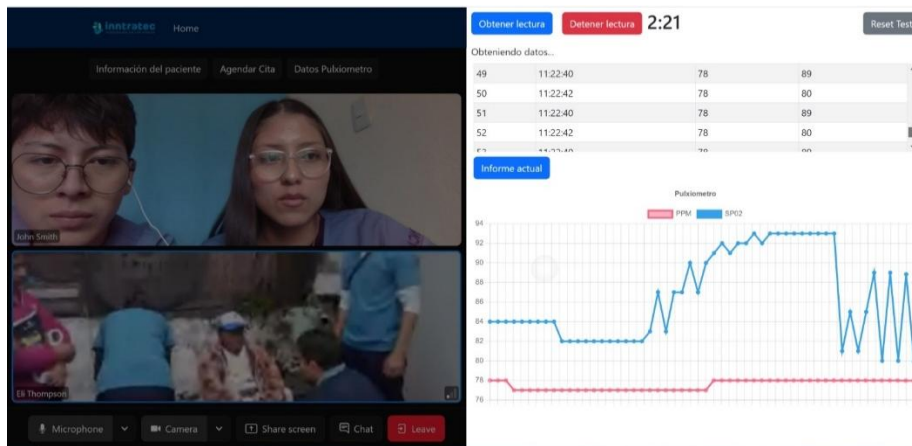 inntratec Home
Información del paciente Agendar Cita Datos Pulxiometro
John Smith
Eli Thompson
Microphone Camera Share screen Chat Leave
Obtener lectura Detener lectura 2:21 Reset Test
Obteniendo datos...
49 11:22:40 78 89
50 11:22:42 78 80
51 11:22:40 78 89
52 11:22:42 78 80
Informe actual
Pulxiometro
PPM SPO2
94
92
90
88
86
84
82
80
78
76